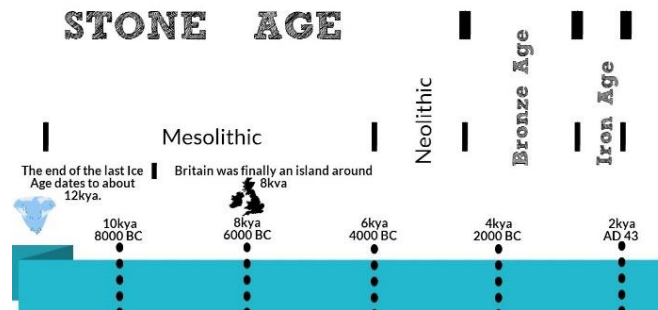 STONE AGE
Bronze Age
Iron Age
Neolithic
Mesolithic
The end of the last Ice
Age dates to about
12kya.
Britain was finally an island around
8kya
10kya
8000 BC
8kya
6000 BC
6kya
4000 BC
4kya
2000 BC
2kya
AD 43